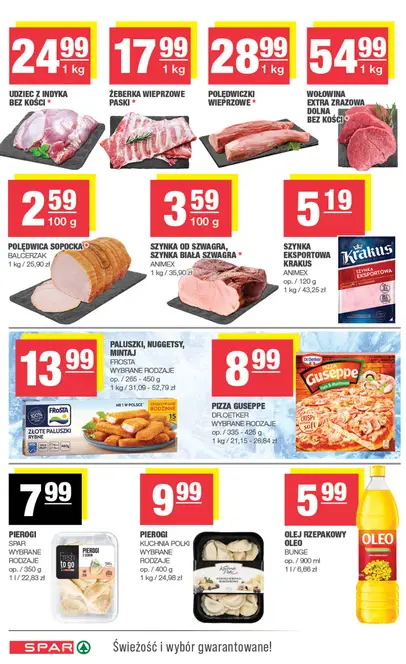 24 99
1 kg
UDZIEC Z INDYKA
BEZ KOŚCI *
17 99
1 kg
ŻEBERKA WIEPRZOWE
PASKI *
28 99
1 kg
POLĘDWICZKI
WIEPRZOWE *
54 99
1 kg
WOŁOWINA
EXTRA ZRAZOWA
DOLNA
BEZ KOŚCI *
2 59
100 g
POLĘDWICA SOPOCKA
BALCERZAK
1 kg / 25,90 zł
3 59
100 g
SZYNKA OD SZWAGRA,
SZYNKA BIAŁA SZWAGRA *
ANIMEX
1 kg / 35,90 zł
5 19
SZYNKA
EKSPORTOWA
KRAKUS
ANIMEX
op. / 120 g
1 kg / 43,25 zł
Krakus
SZYNKA
EKSPORTOWA
13 99
PALUSZKI, NUGGETSY,
MINTAJ
FROSTA
WYBRANE RODZAJE
op. / 265 - 450 g
1 kg / 31,09 - 52,79 zł
FRoSTA
ZŁOTE PALUSZKI
RYBNE
NR 1 W POLSCE
RODZINNE
15
8 99
PIZZA GUSEPPE
DR.OETKER
WYBRANE RODZAJE
op. / 335 - 425 g
1 kg / 21,15 - 26,84 zł
Dr. Oetker
Guseppe
7 99
PIEROGI
SPAR
WYBRANE
RODZAJE
op. / 350 g
1 l / 22,83 zł
Fresh
to go
PIEROGI
9 99
PIEROGI
KUCHNIA POLKI
WYBRANE
RODZAJE
op. / 400 g
1 kg / 24,98 zł
5 99
OLEJ RZEPAKOWY
OLEO
BUNGE
op. / 900 ml
1 l / 6,66 zł
OLEO
SPAR
Świeżość i wybór gwarantowane!